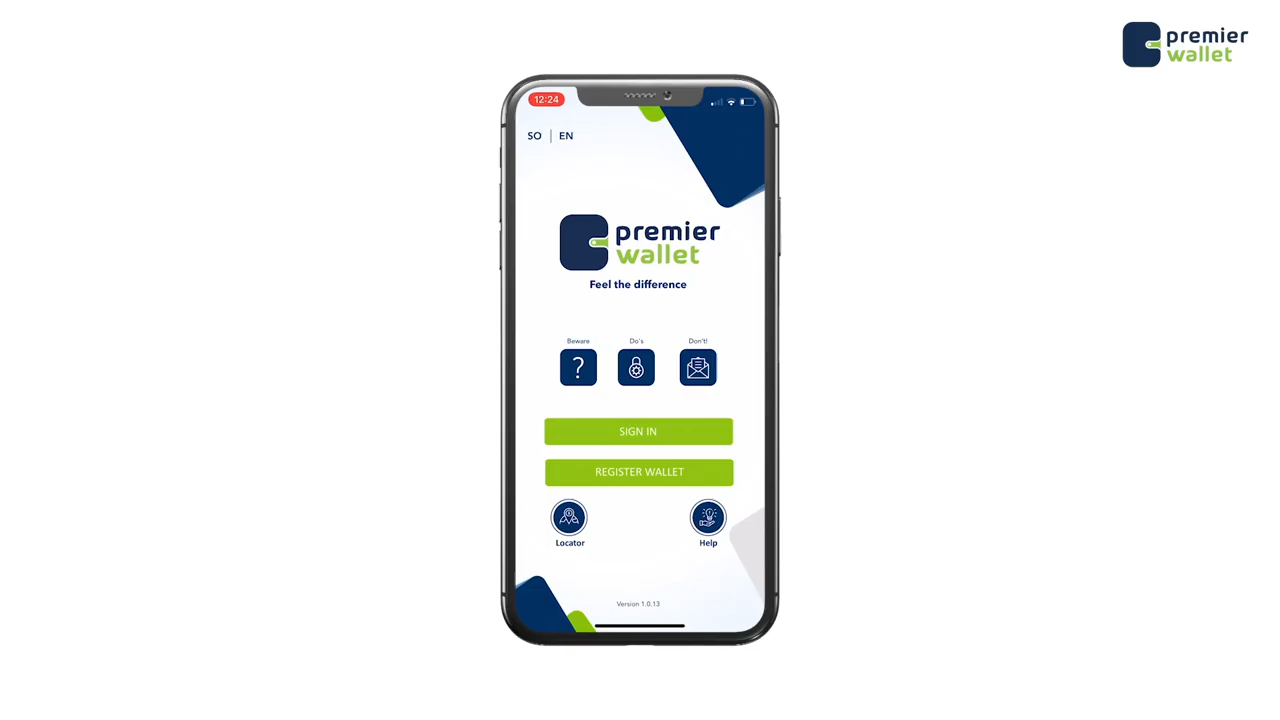 premier
wallet
12:24
SO | EN
premier
wallet
Feel the difference
Beware
Do's
Don't!
?
SIGN IN
REGISTER WALLET
Locator
Help
Version 1.0.13